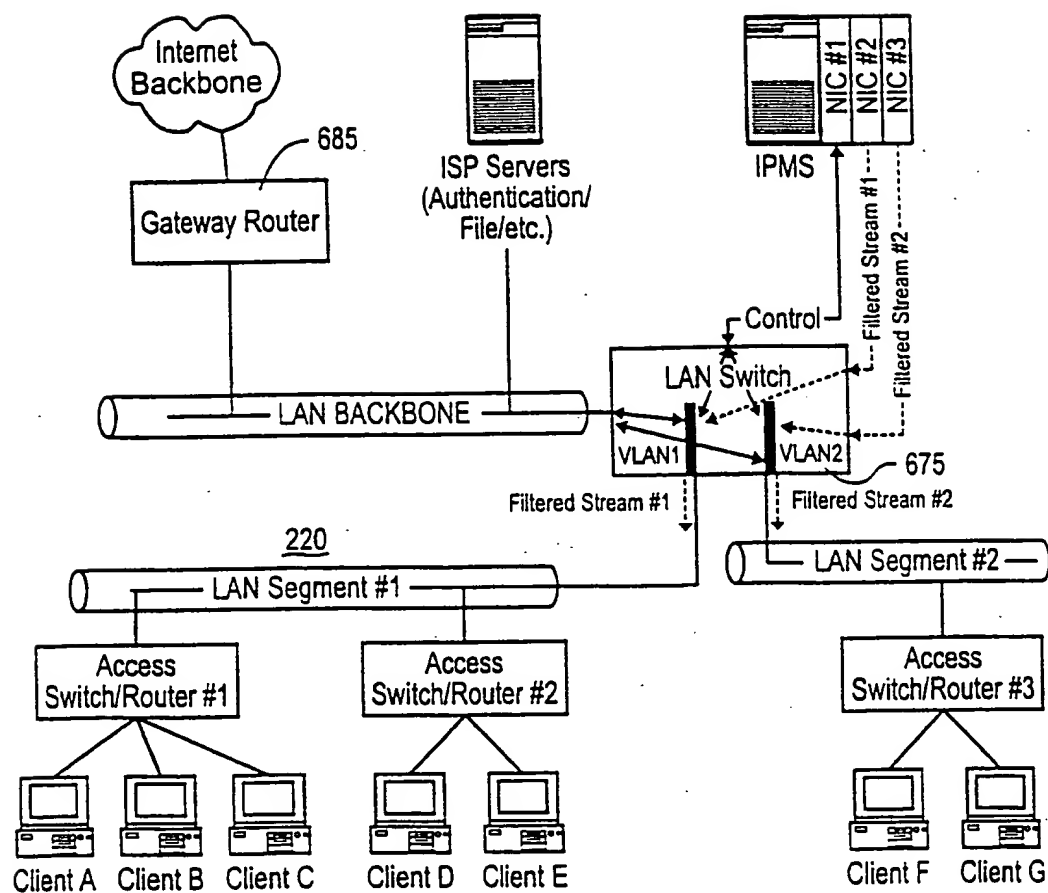 Internet
Backbone
685
Gateway Router
ISP Servers
(Authentication/
File/etc.)
IPMS
NIC #1
NIC #2
NIC #3
Filtered Stream #1
Filtered Stream #2
Control
LAN Switch
LAN BACKBONE
VLAN1
VLAN2
675
Filtered Stream #1
Filtered Stream #2
220
LAN Segment #1
LAN Segment #2
Access
Switch/Router #1
Access
Switch/Router #2
Access
Switch/Router #3
Client A
Client B
Client C
Client D
Client E
Client F
Client G